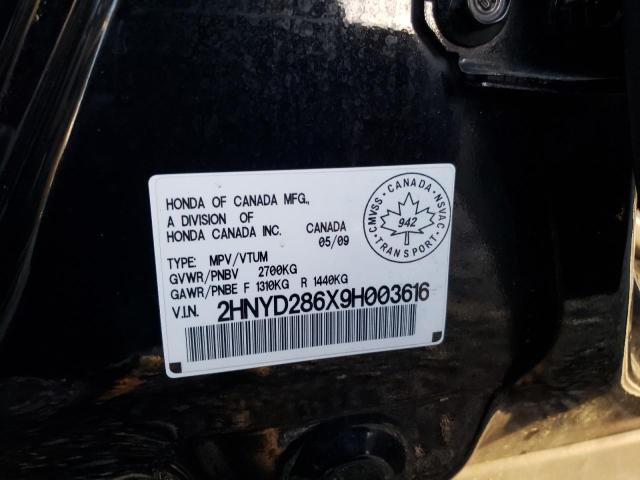 HONDA OF CANADA MFG.,
A DIVISION OF
HONDA CANADA INC. CANADA
05/09
TYPE: MPV/VTUM
GVWR/PNBV 2700KG
GAWR/PNBE F 1310KG R 1440KG
V.I.N. 2HNYD286X9H003616
CMVSS • CANADA • NSVAC
942
TRANSPORT